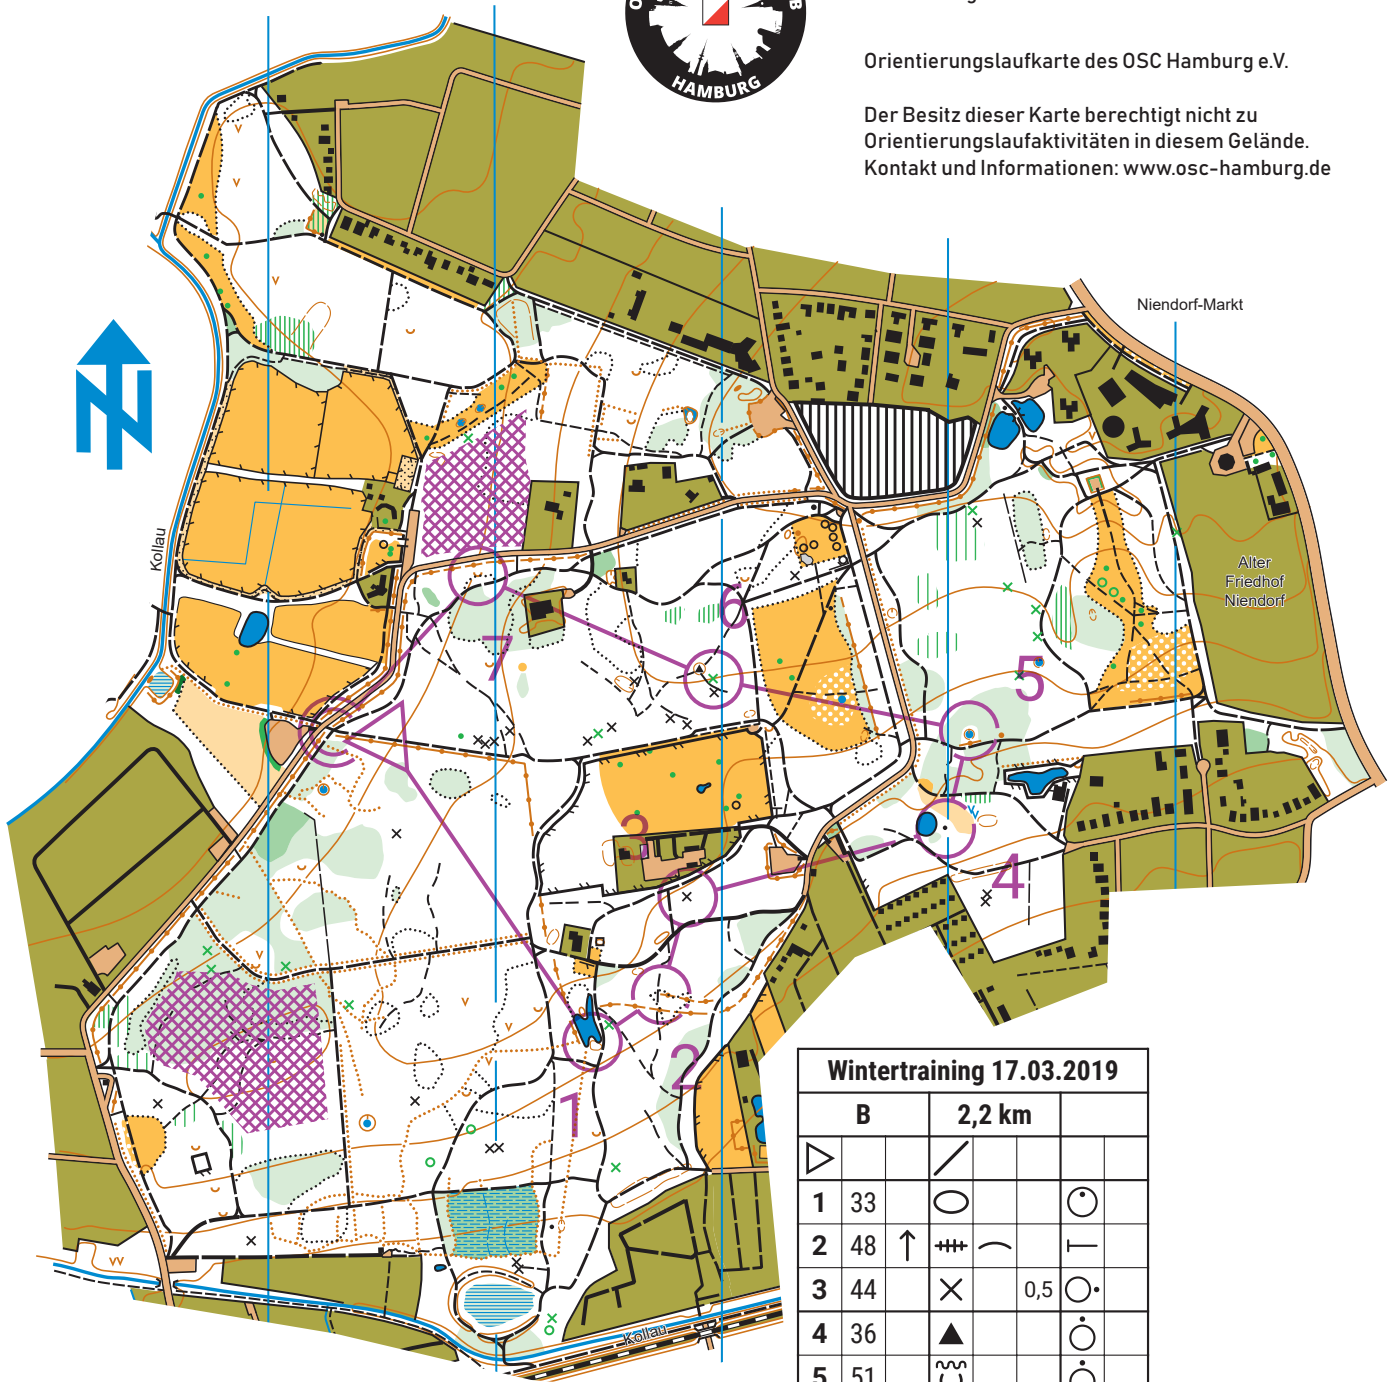 HAMBURG
Orientierungslaufkarte des OSC Hamburg e.V.
Der Besitz dieser Karte berechtigt nicht zu
Orientierungslaufaktivitäten in diesem Gelände.
Kontakt und Informationen: www.osc-hamburg.de
Niendorf-Markt
N
Kollau
Alter
Friedhof
Niendorf
6
7
5
3
4
2
1
Kollau
Wintertraining 17.03.2019
B 2,2 km
1 33
2 48
3 44 0,5
4 36
5 51